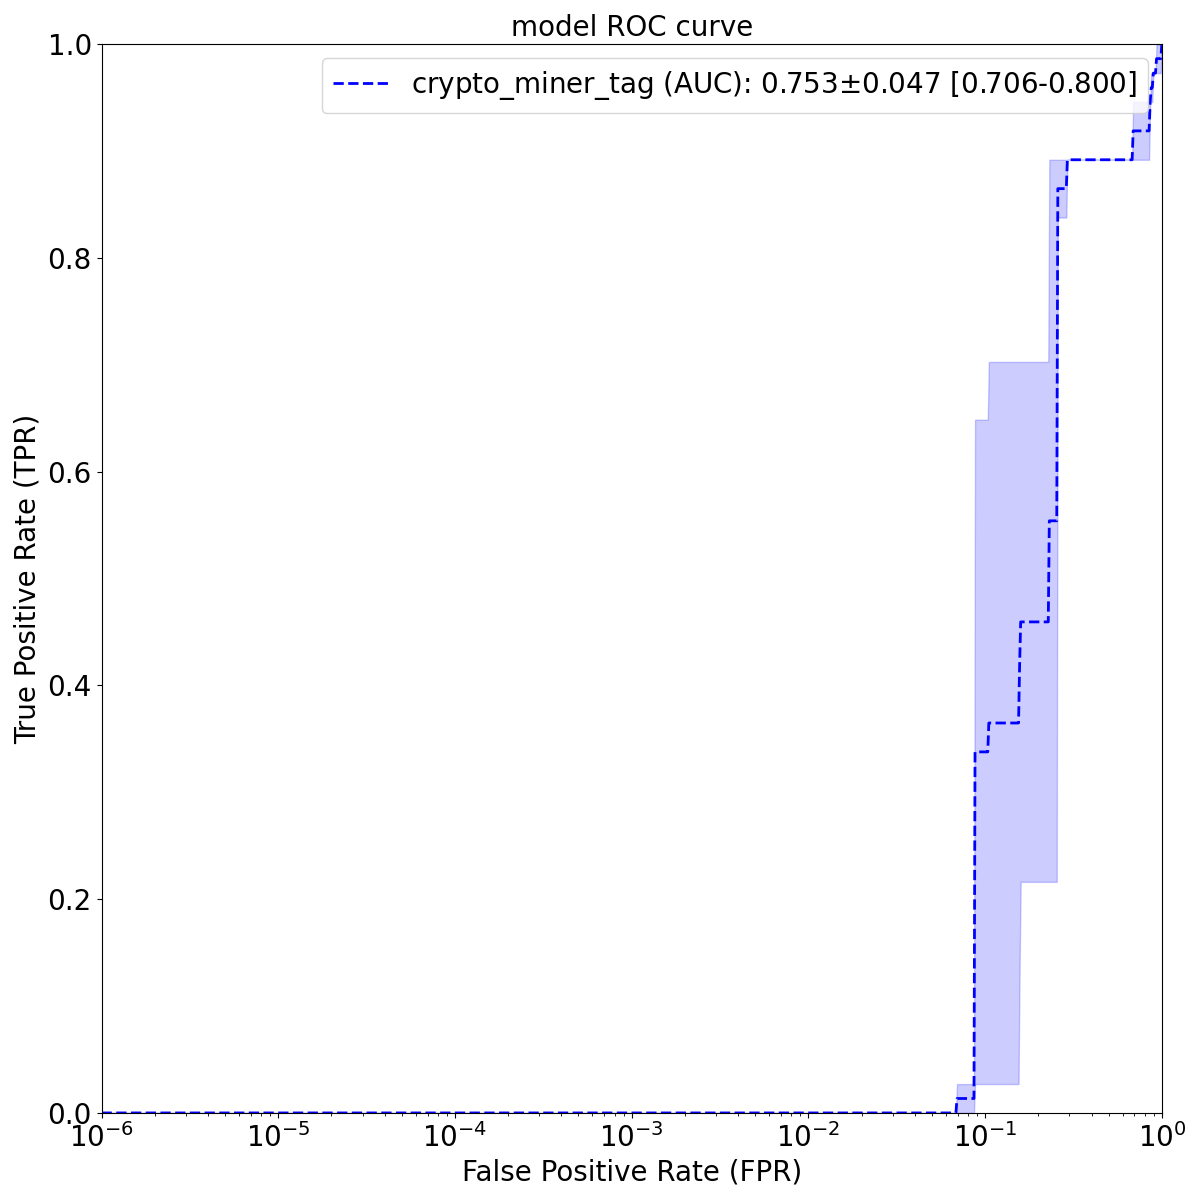 model ROC curve
crypto_miner_tag (AUC): 0.753±0.047 [0.706-0.800]
True Positive Rate (TPR)
1.0
0.8
0.6
0.4
0.2
0.0
10⁻⁶ 10⁻⁵ 10⁻⁴ 10⁻³ 10⁻² 10⁻¹ 10⁰
False Positive Rate (FPR)